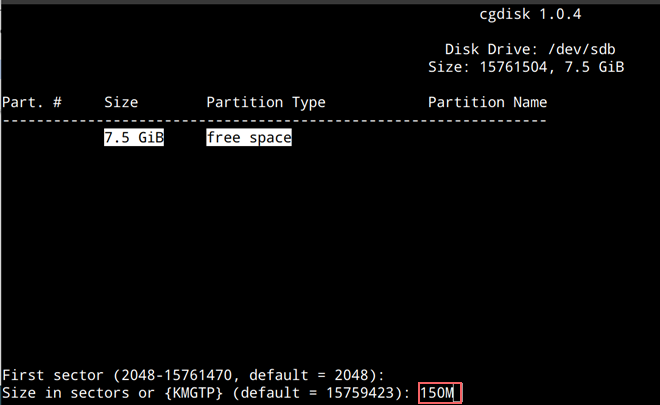 cgdisk 1.0.4
Disk Drive: /dev/sdb
Size: 15761504, 7.5 GiB
Part. # Size Partition Type Partition Name
----------------------------------------------------------------
7.5 GiB free space
First sector (2048-15761470, default = 2048):
Size in sectors or {KMGTP} (default = 15759423): 150M